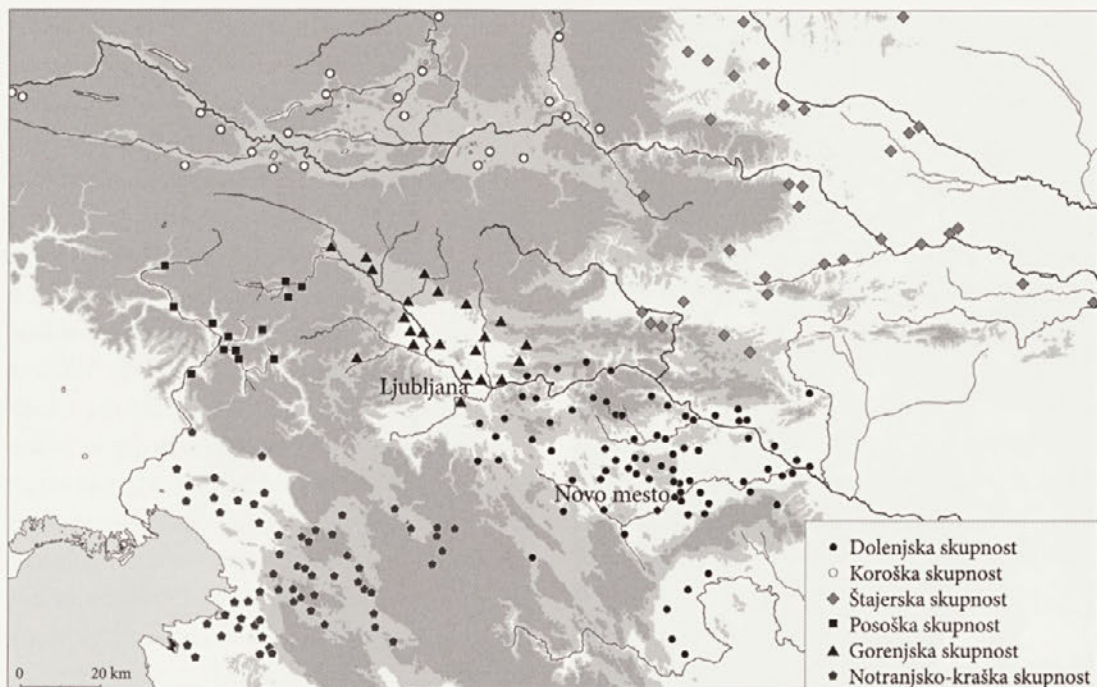 Ljubljana
Novo mesto
Dolenjska skupnost
Koroška skupnost
Štajerska skupnost
Posoška skupnost
Gorenjska skupnost
Notranjsko-kraška skupnost
0 20 km